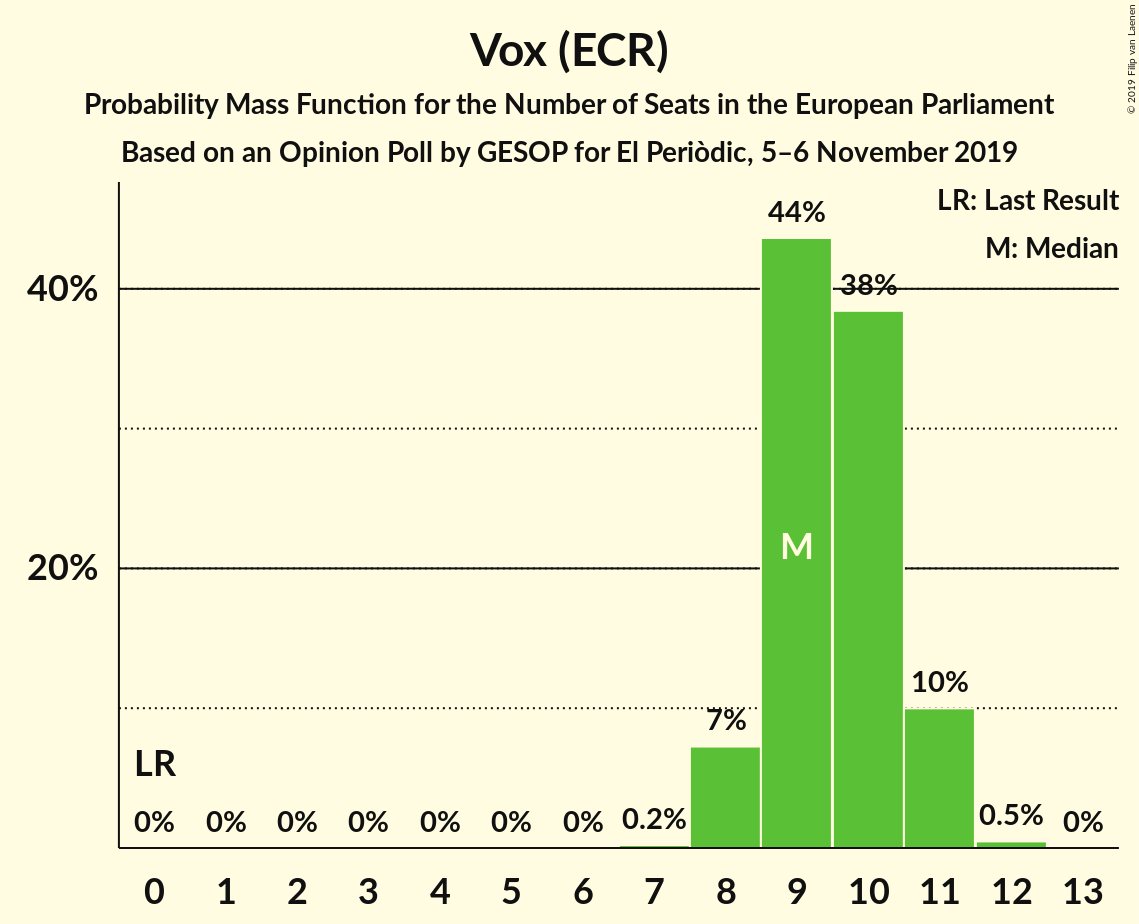 Vox (ECR)
Probability Mass Function for the Number of Seats in the European Parliament
Based on an Opinion Poll by GESOP for El Periòdic, 5–6 November 2019
© 2019 Filip van Laenen
LR: Last Result
M: Median
44%
38%
40%
M
20%
10%
7%
LR
0% 0% 0% 0% 0% 0% 0% 0.2% 0.5% 0%
0 1 2 3 4 5 6 7 8 9 10 11 12 13